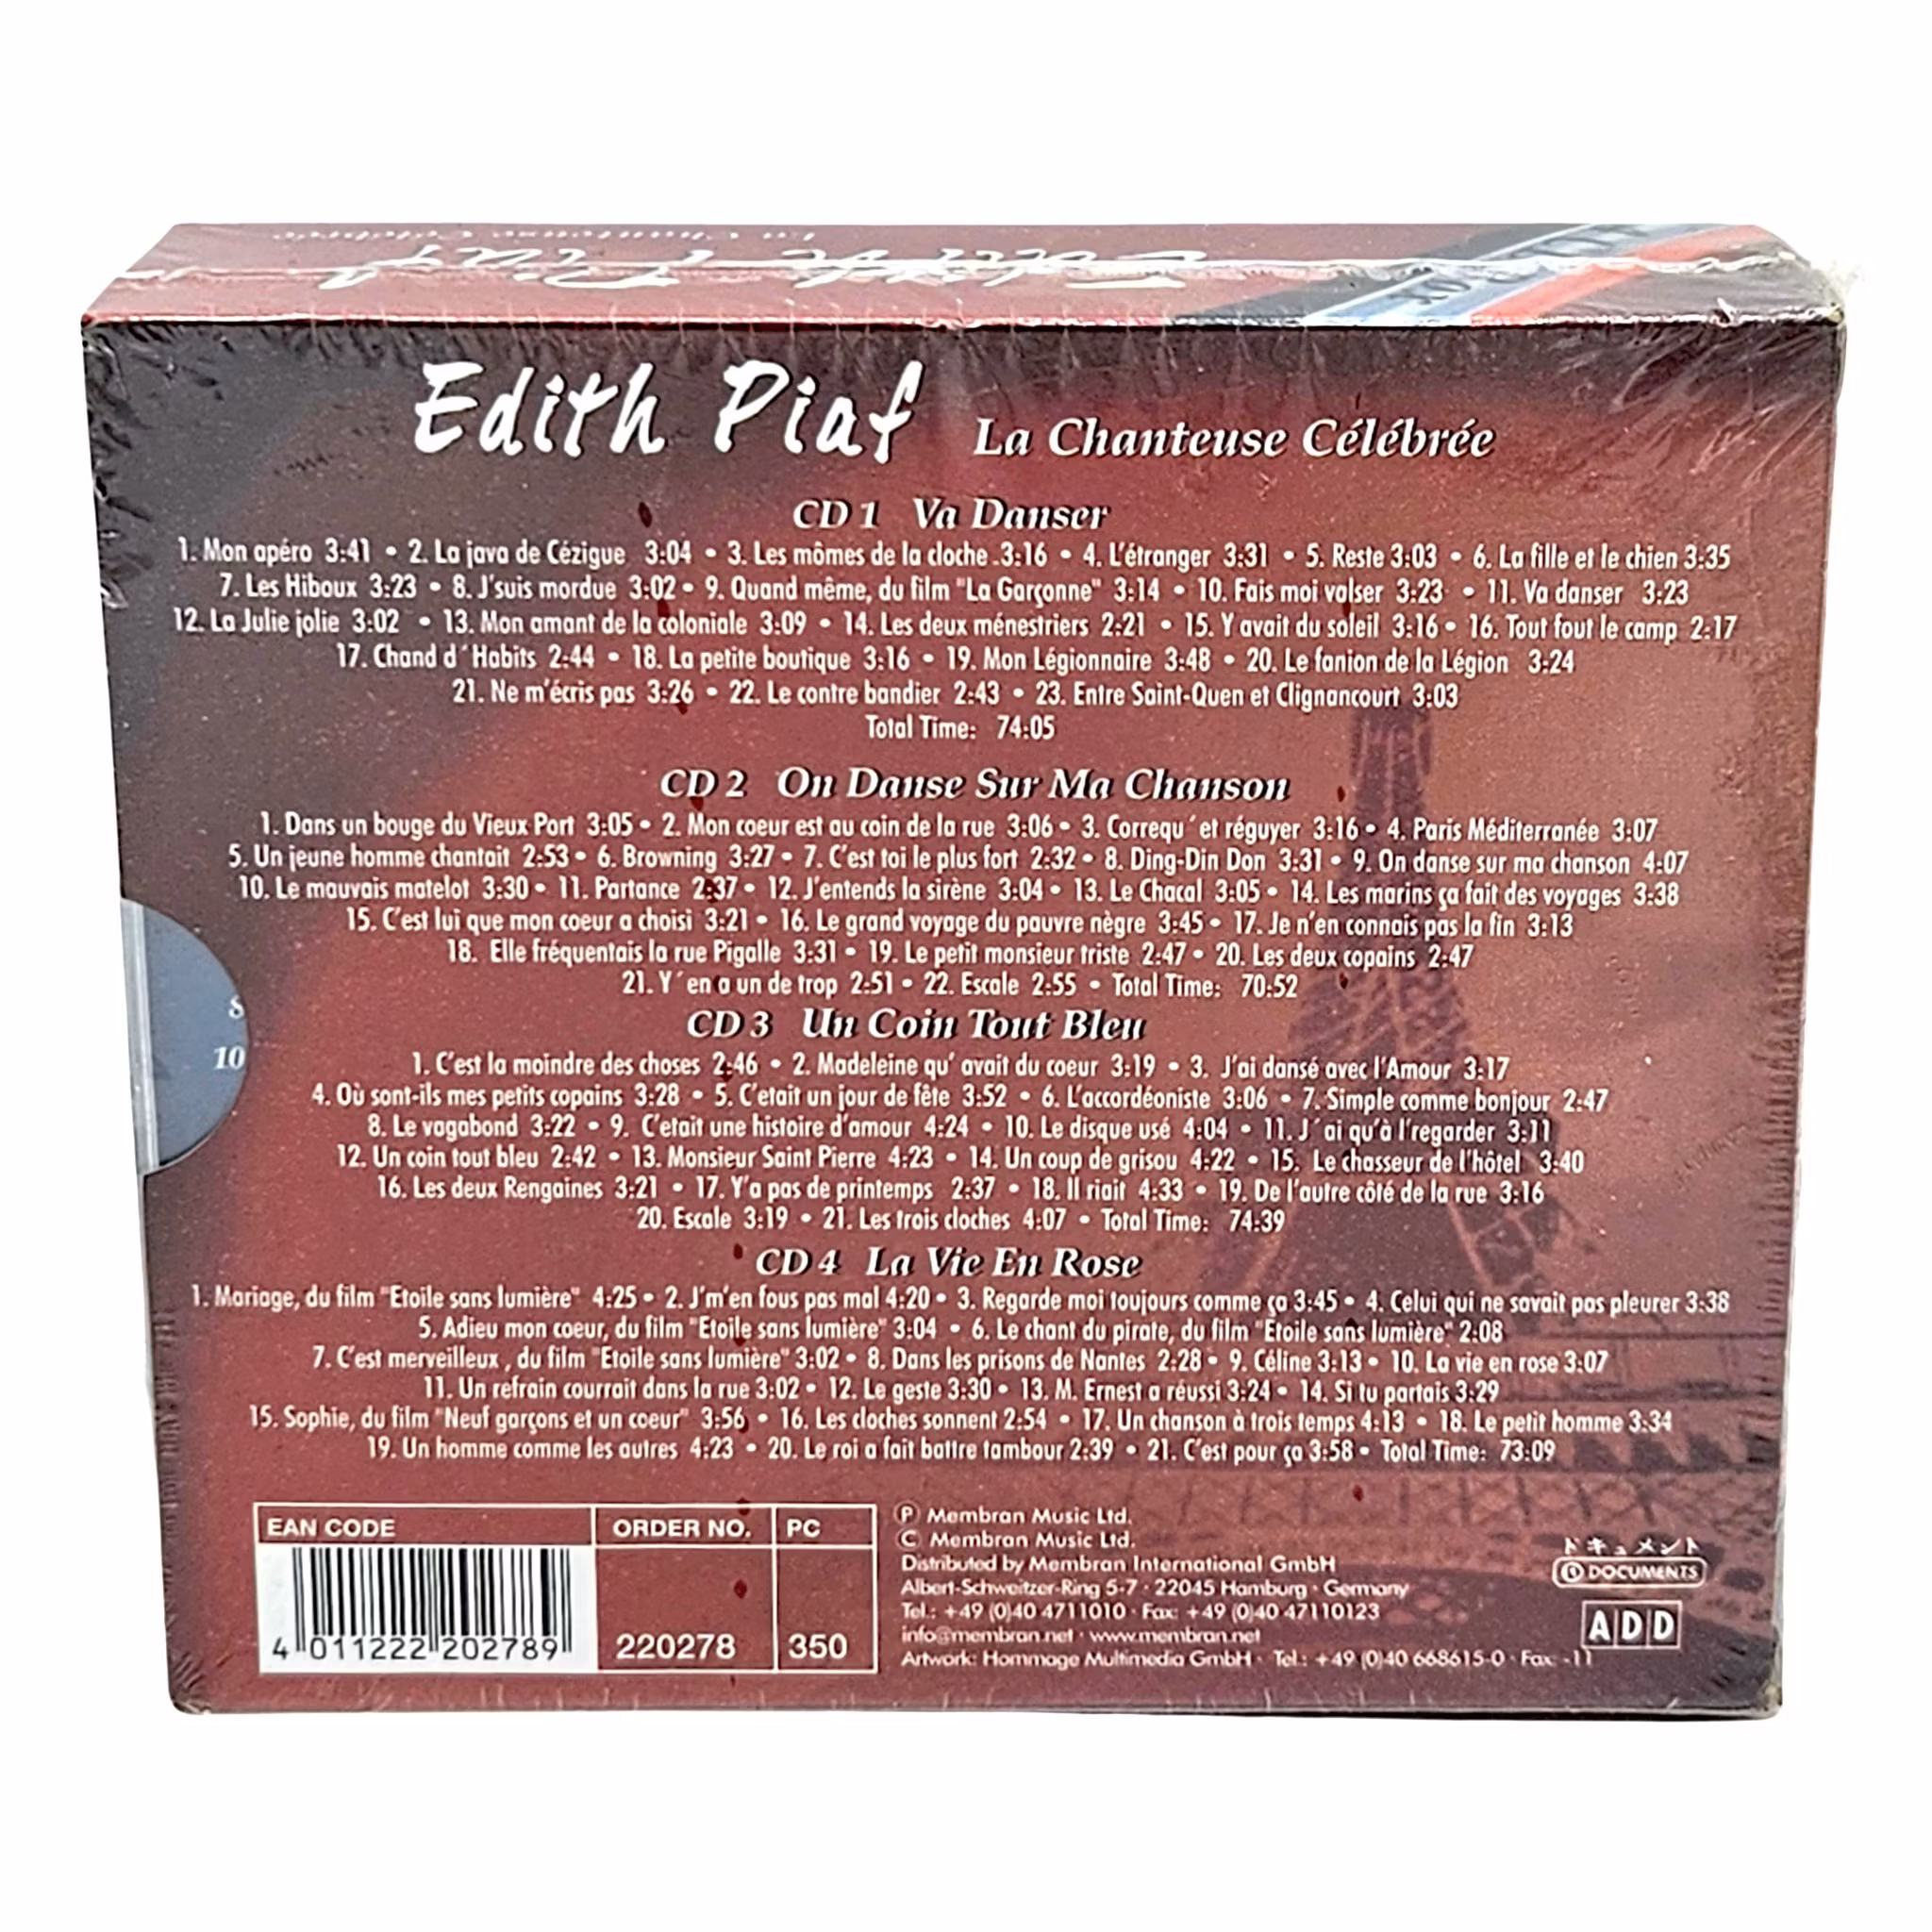 Edith Piaf La Chanteuse Célébrée
CD 1 Va Danser
1. Mon apéro 3:41 • 2. La java de Cézigue 3:04 • 3. Les mômes de la cloche .3:16 • 4. L'étranger 3:31 • 5. Reste 3:03 • 6. La fille et le chien 3:35
7. Les Hiboux 3:23 • 8. J'suis mordue 3:02 • 9. Quand même, du film "La Garçonne" 3:14 • 10. Fais moi valser 3:23 • 11. Va danser 3:23
12. La Julie jolie 3:02 • 13. Mon amant de la coloniale 3:09 • 14. Les deux ménestriers 2:21 • 15. Y avait du soleil 3:16 • 16. Tout fout le camp 2:17
17. Chand d´Habits 2:44 • 18. La petite boutique 3:16 • 19. Mon Légionnaire 3:48 • 20. Le fanion de la Légion 3:24
21. Ne m'écris pas 3:26 • 22. Le contre bandier 2:43 • 23. Entre Saint-Quen et Clignancourt 3:03
Total Time: 74:05
CD 2 On Danse Sur Ma Chanson
1. Dans un bouge du Vieux Port 3:05 • 2. Mon coeur est au coin de la rue 3:06 • 3. Correqu´et réguyer 3:16 • 4. Paris Méditerranée 3:07
5. Un jeune homme chantait 2:53 • 6. Browning 3:27 • 7. C'est toi le plus fort 2:32 • 8. Ding-Din Don 3:31 • 9. On danse sur ma chanson 4:07
10. Le mauvais matelot 3:30 • 11. Partance 2:37 • 12. J'entends la sirène 3:04 • 13. Le Chacal 3:05 • 14. Les marins ça fait des voyages 3:38
15. C'est lui que mon coeur a choisi 3:21 • 16. Le grand voyage du pauvre nègre 3:45 • 17. Je n'en connais pas la fin 3:13
18. Elle fréquentais la rue Pigalle 3:31 • 19. Le petit monsieur triste 2:47 • 20. Les deux copains 2:47
21. Y´en a un de trop 2:51 • 22. Escale 2:55 • Total Time: 70:52
CD 3 Un Coin Tout Bleu
1. C'est la moindre des choses 2:46 • 2. Madeleine qu' avait du coeur 3:19 • 3. J'ai dansé avec l'Amour 3:17
4. Où sont-ils mes petits copains 3:28 • 5. C'etait un jour de fête 3:52 • 6. L'accordéoniste 3:06 • 7. Simple comme bonjour 2:47
8. Le vagabond 3:22 • 9. C'etait une histoire d'amour 4:24 • 10. Le disque usé 4:04 • 11. J´ai qu'à l'regarder 3:11
12. Un coin tout bleu 2:42 • 13. Monsieur Saint Pierre 4:23 • 14. Un coup de grisou 4:22 • 15. Le chasseur de l'hôtel 3:40
16. Les deux Rengaines 3:21 • 17. Y'a pas de printemps 2:37 • 18. Il riait 4:33 • 19. De l'autre côté de la rue 3:16
20. Escale 3:19 • 21. Les trois cloches 4:07 • Total Time: 74:39
CD 4 La Vie En Rose
1. Mariage, du film "Etoile sans lumière" 4:25 • 2. J'm'en fous pas mal 4:20 • 3. Regarde moi toujours comme ça 3:45 • 4. Celui qui ne savait pas pleurer 3:38
5. Adieu mon coeur, du film "Etoile sans lumière" 3:04 • 6. Le chant du pirate, du film "Etoile sans lumière" 2:08
7. C'est merveilleux , du film "Etoile sans lumière" 3:02 • 8. Dans les prisons de Nantes 2:28 • 9. Céline 3:13 • 10. La vie en rose 3:07
11. Un refrain courrait dans la rue 3:02 • 12. Le geste 3:30 • 13. M. Ernest a réussi 3:24 • 14. Si tu partais 3:29
15. Sophie, du film "Neuf garçons et un coeur" 3:56 • 16. Les cloches sonnent 2:54 • 17. Un chanson à trois temps 4:13 • 18. Le petit homme 3:34
19. Un homme comme les autres 4:23 • 20. Le roi a fait battre tambour 2:39 • 21. C'est pour ça 3:58 • Total Time: 73:09
8
10
EAN CODE
4 011222 202789
ORDER NO.
220278
PC
350
Ⓟ Membran Music Ltd.
© Membran Music Ltd.
Distributed by Membran International GmbH
Albert-Schweitzer-Ring 5-7 · 22045 Hamburg · Germany
Tel.: +49 (0)40 4711010 · Fax: +49 (0)40 47110123
info@membran.net · www.membran.net
Artwork: Hommage Multimedia GmbH · Tel.: +49 (0)40 668615-0 · Fax: -11
ドキュメント
DOCUMENTS
ADD